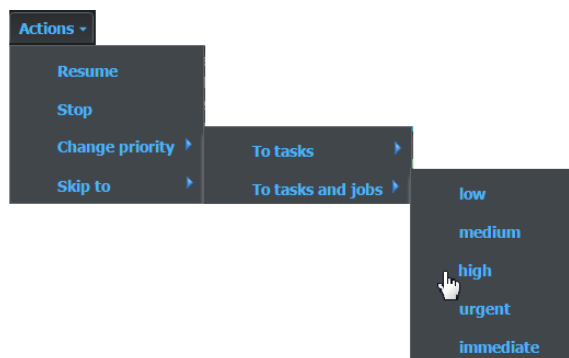 Actions
Resume
Stop
Change priority
Skip to
To tasks
To tasks and jobs
low
medium
high
urgent
immediate